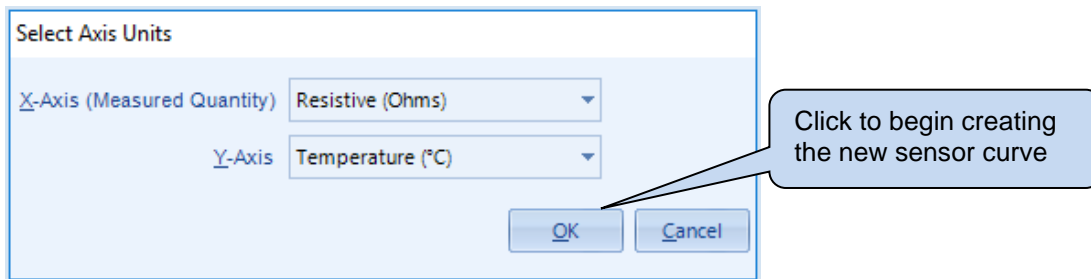 Select Axis Units
X-Axis (Measured Quantity) Resistive (Ohms)
Y-Axis Temperature (°C)
Click to begin creating
the new sensor curve
OK Cancel